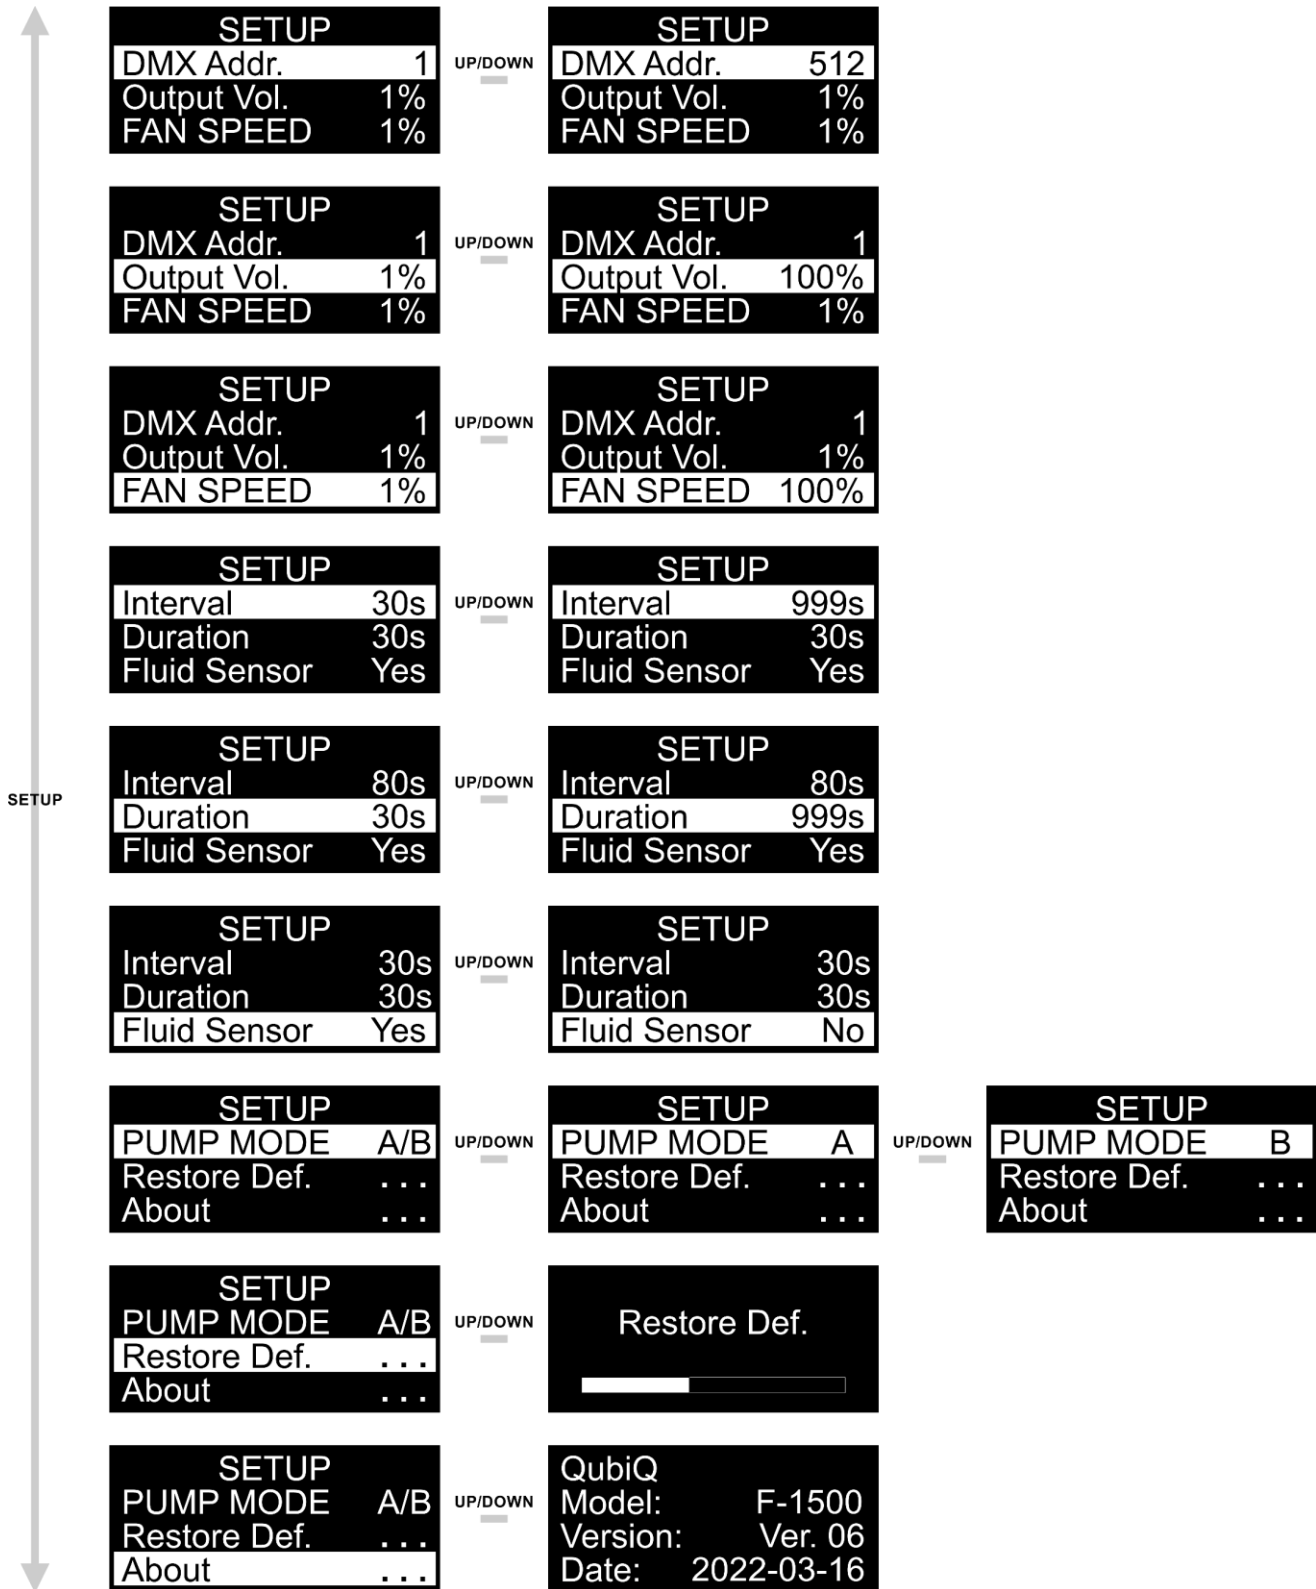 SETUP
DMX Addr. 1
Output Vol. 1%
FAN SPEED 1%
UP/DOWN
SETUP
DMX Addr. 512
Output Vol. 1%
FAN SPEED 1%
SETUP
DMX Addr. 1
Output Vol. 1%
FAN SPEED 1%
UP/DOWN
SETUP
DMX Addr. 1
Output Vol. 100%
FAN SPEED 1%
SETUP
DMX Addr. 1
Output Vol. 1%
FAN SPEED 1%
UP/DOWN
SETUP
DMX Addr. 1
Output Vol. 1%
FAN SPEED 100%
SETUP
Interval 30s
Duration 30s
Fluid Sensor Yes
UP/DOWN
SETUP
Interval 999s
Duration 30s
Fluid Sensor Yes
SETUP
SETUP
Interval 80s
Duration 30s
Fluid Sensor Yes
UP/DOWN
SETUP
Interval 80s
Duration 999s
Fluid Sensor Yes
SETUP
Interval 30s
Duration 30s
Fluid Sensor Yes
UP/DOWN
SETUP
Interval 30s
Duration 30s
Fluid Sensor No
SETUP
PUMP MODE A/B
Restore Def. ...
About ...
UP/DOWN
SETUP
PUMP MODE A
Restore Def. ...
About ...
UP/DOWN
SETUP
PUMP MODE B
Restore Def. ...
About ...
SETUP
PUMP MODE A/B
Restore Def. ...
About ...
UP/DOWN
Restore Def.
SETUP
PUMP MODE A/B
Restore Def. ...
About ...
UP/DOWN
QubiQ
Model: F-1500
Version: Ver. 06
Date: 2022-03-16